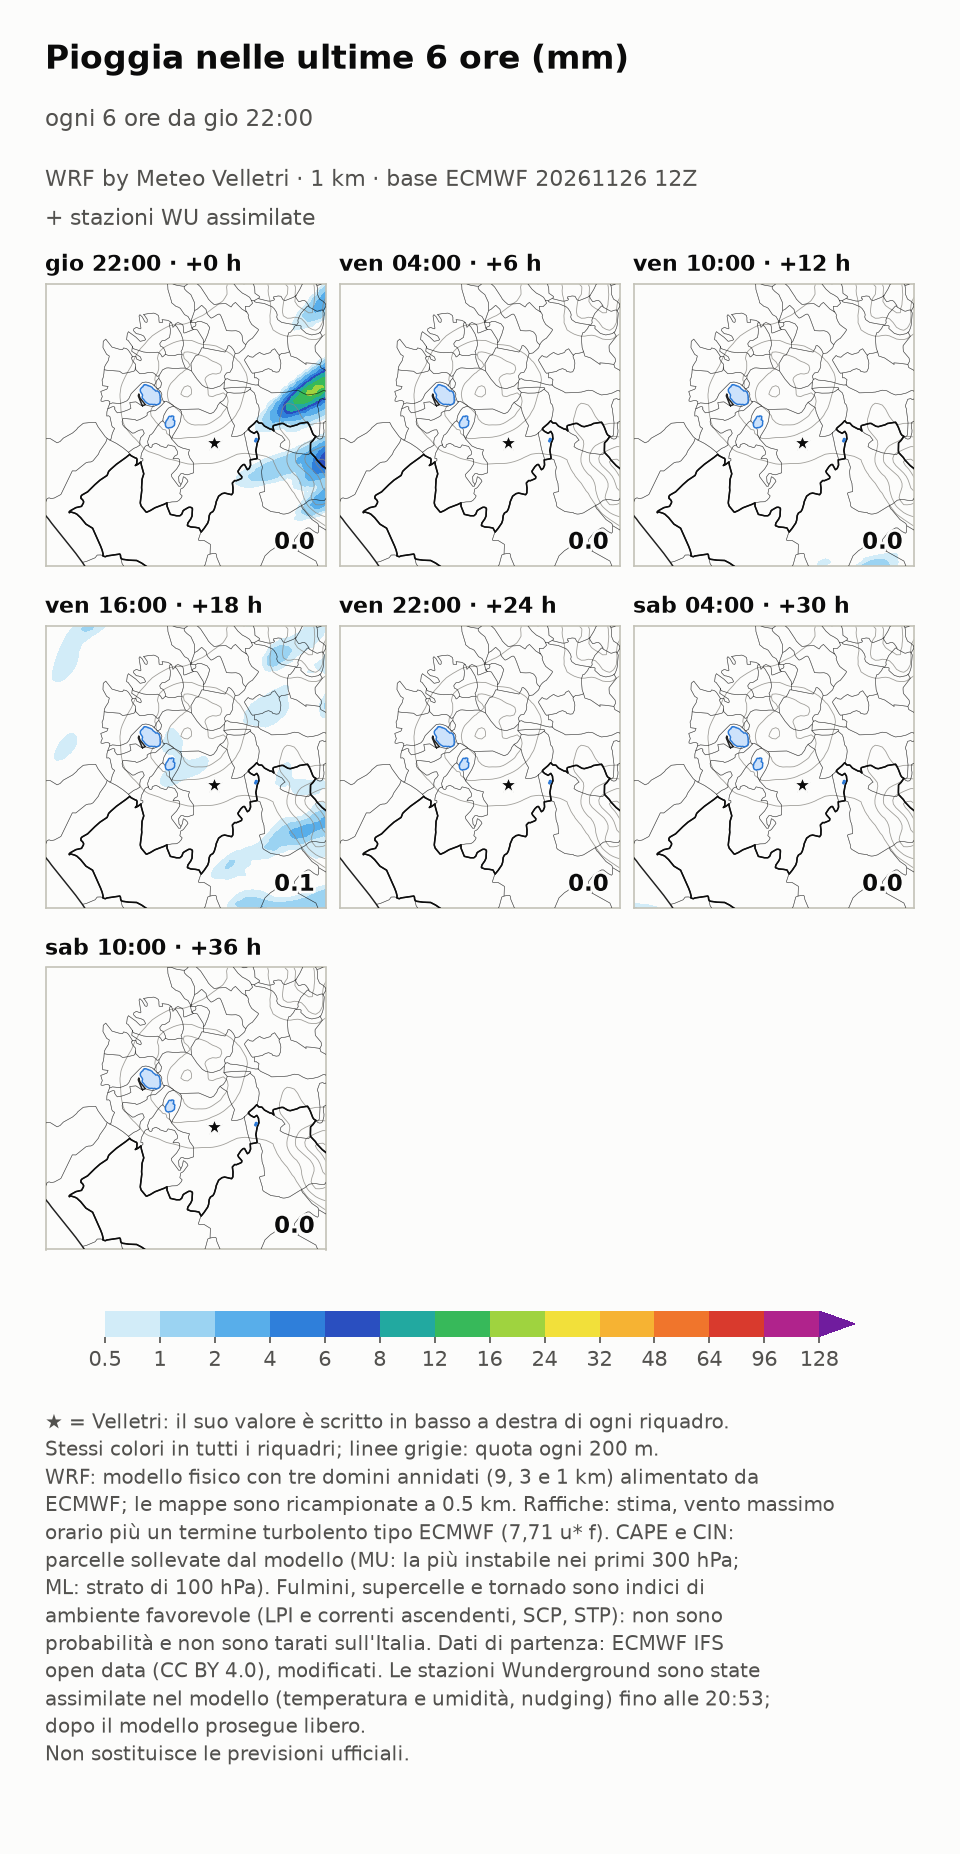 Pioggia nelle ultime 6 ore (mm)
ogni 6 ore da gio 22:00
WRF by Meteo Velletri · 1 km · base ECMWF 20261126 12Z
+ stazioni WU assimilate
gio 22:00 · +0 h
ven 04:00 · +6 h
ven 10:00 · +12 h
0.0
0.0
0.0
ven 16:00 · +18 h
ven 22:00 · +24 h
sab 04:00 · +30 h
0.1
0.0
0.0
sab 10:00 · +36 h
0.0
0.5 1 2 4 6 8 12 16 24 32 48 64 96 128
★ = Velletri: il suo valore è scritto in basso a destra di ogni riquadro.
Stessi colori in tutti i riquadri; linee grigie: quota ogni 200 m.
WRF: modello fisico con tre domini annidati (9, 3 e 1 km) alimentato da
ECMWF; le mappe sono ricampionate a 0.5 km. Raffiche: stima, vento massimo
orario più un termine turbolento tipo ECMWF (7,71 u* f). CAPE e CIN:
parcelle sollevate dal modello (MU: la più instabile nei primi 300 hPa;
ML: strato di 100 hPa). Fulmini, supercelle e tornado sono indici di
ambiente favorevole (LPI e correnti ascendenti, SCP, STP): non sono
probabilità e non sono tarati sull'Italia. Dati di partenza: ECMWF IFS
open data (CC BY 4.0), modificati. Le stazioni Wunderground sono state
assimilate nel modello (temperatura e umidità, nudging) fino alle 20:53;
dopo il modello prosegue libero.
Non sostituisce le previsioni ufficiali.